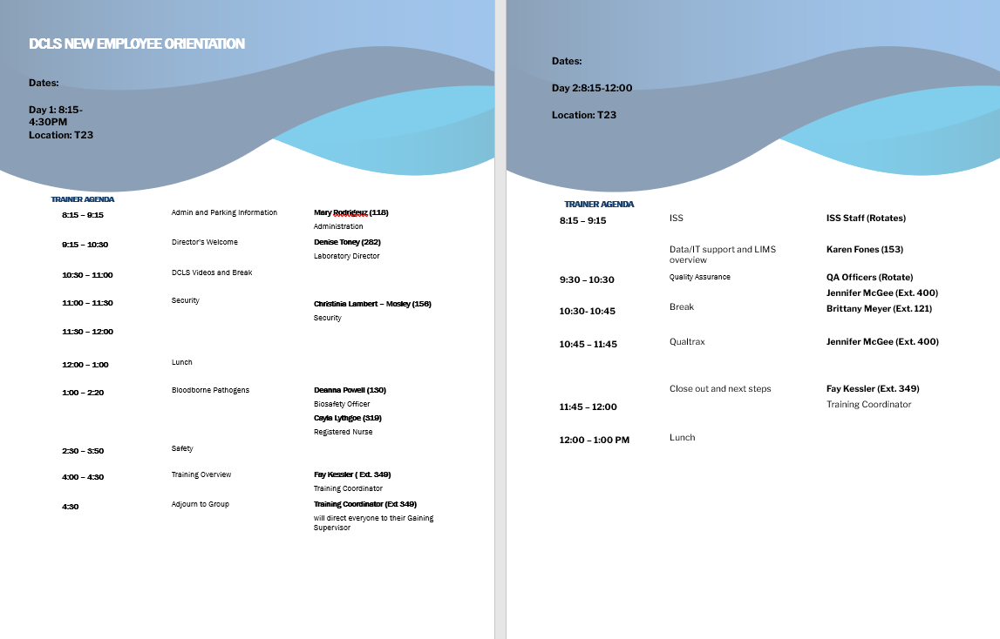 DCLS NEW EMPLOYEE ORIENTATION
Dates:
Day 1: 8:15-
4:30PM
Location: T23
TRAINER AGENDA
8:15 – 9:15 Admin and Parking Information Mary Rodrigeuz (118)
Administration
9:15 – 10:30 Director's Welcome Denise Toney (282)
Laboratory Director
10:30 – 11:00 DCLS Videos and Break
11:00 – 11:30 Security Christinia Lambert – Mosley (156)
Security
11:30 – 12:00
12:00 – 1:00 Lunch
1:00 – 2:20 Bloodborne Pathogens Deanna Powell (130)
Biosafety Officer
Cayla Lythgoe (319)
Registered Nurse
2:30 – 3:50 Safety
4:00 – 4:30 Training Overview Fay Kessler ( Ext. 349)
Training Coordinator
4:30 Adjourn to Group Training Coordinator (Ext 349)
will direct everyone to their Gaining
Supervisor
Dates:
Day 2:8:15-12:00
Location: T23
TRAINER AGENDA
8:15 – 9:15 ISS ISS Staff (Rotates)
Data/IT support and LIMS Karen Fones (153)
overview
9:30 – 10:30 Quality Assurance QA Officers (Rotate)
Jennifer McGee (Ext. 400)
10:30- 10:45 Break Brittany Meyer (Ext. 121)
10:45 – 11:45 Qualtrax Jennifer McGee (Ext. 400)
Close out and next steps Fay Kessler (Ext. 349)
11:45 – 12:00 Training Coordinator
12:00 – 1:00 PM Lunch